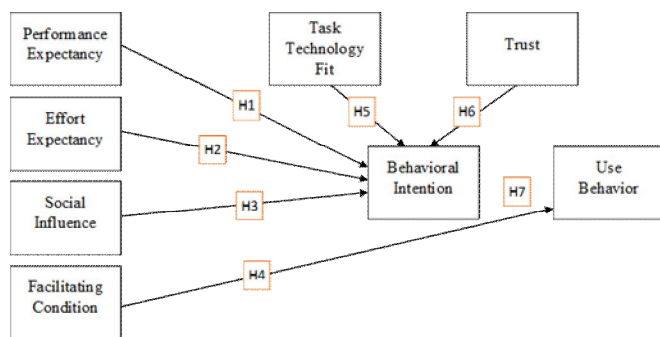 Performance
Expectancy
Task
Technology
Fit
Trust
H1
H5
H6
Effort
Expectancy
H2
Behavioral
Intention
Use
Behavior
H7
Social
Influence
H3
Facilitating
Condition
H4